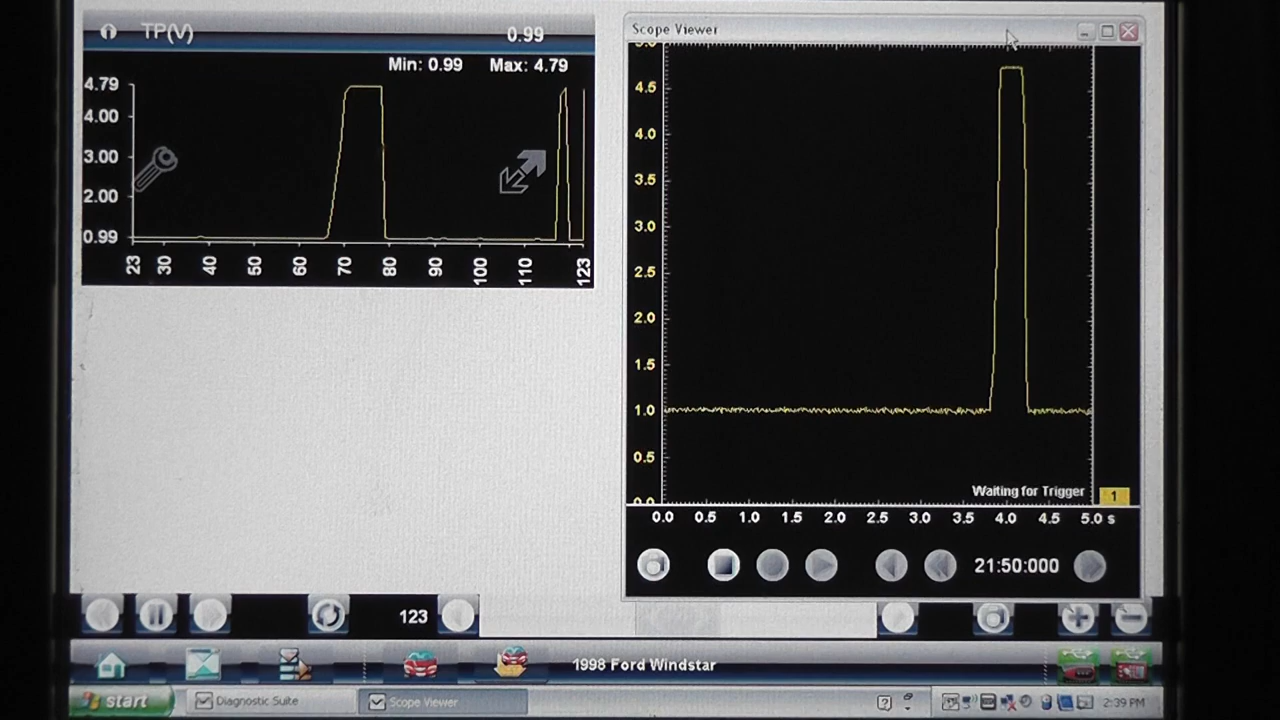 TP(V) 0.99
Min: 0.99 Max: 4.79
4.79
4.00
3.00
2.00
0.99
23 30 40 50 60 70 80 90 100 110 123
Scope Viewer
5.0
4.5
4.0
3.5
3.0
2.5
2.0
1.5
1.0
0.5
0.0
Waiting for Trigger 1
0.0 0.5 1.0 1.5 2.0 2.5 3.0 3.5 4.0 4.5 5.0 s
21:50:000
123
1998 Ford Windstar
start Diagnostic Suite Scope Viewer 2:39 PM